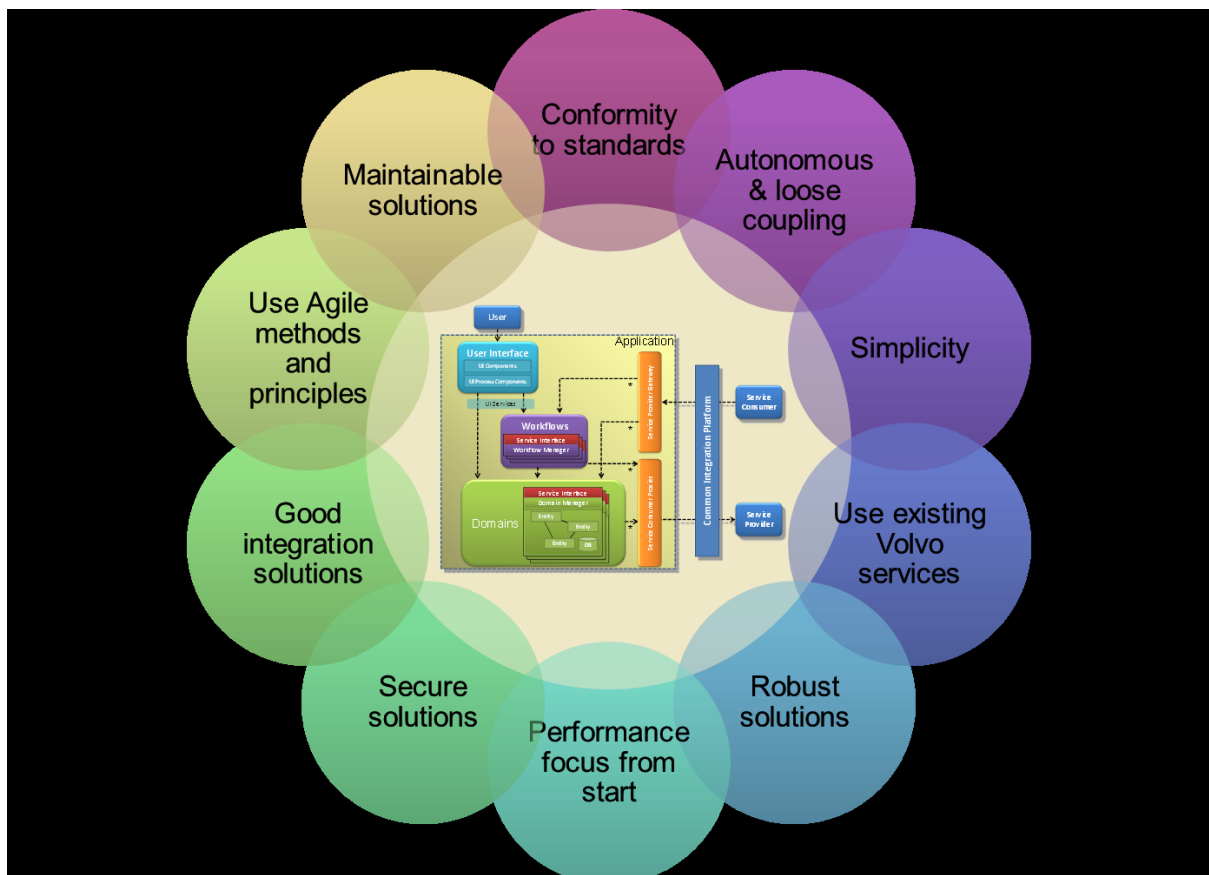 Conformity
to standards
Autonomous
& loose
coupling
Simplicity
Use existing
Volvo
services
Robust
solutions
Performance
focus from
start
Secure
solutions
Good
integration
solutions
Use Agile
methods
and
principles
Maintainable
solutions
User
Application
User Interface
UI Components
UI Process Components
UI Services
Workflows
Service Interface
Workflow Manager
Domains
Service Interface
Domain Manager
Entity
Entity
Entity
DB
Service Provider Gateway
*
*
Service Consumer Proxies
*
*
Common Integration Platform
Service
Consumer
Service
Provider